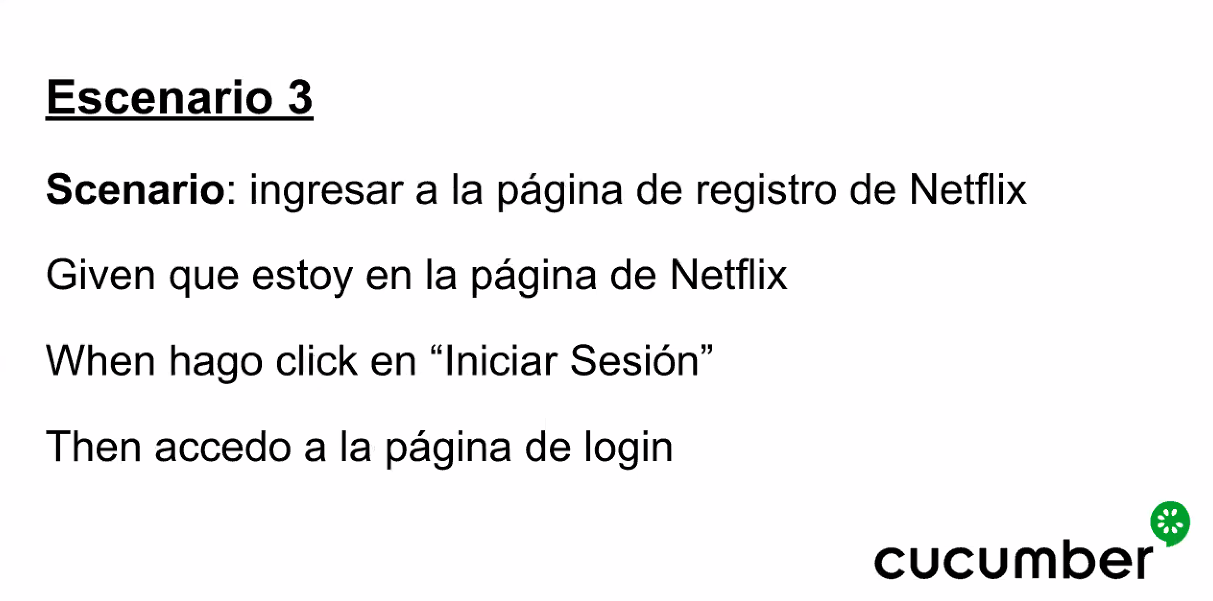 Escenario 3
Scenario: ingresar a la página de registro de Netflix
Given que estoy en la página de Netflix
When hago click en “Iniciar Sesión”
Then accedo a la página de login
cucumber